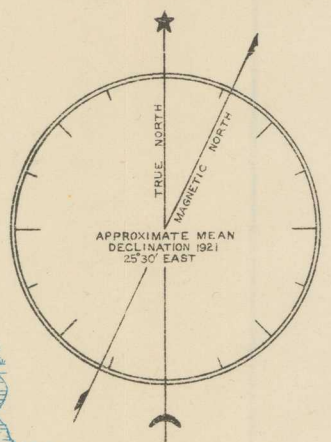 TRUE NORTH
MAGNETIC NORTH
APPROXIMATE MEAN
DECLINATION 1921
25°30' EAST